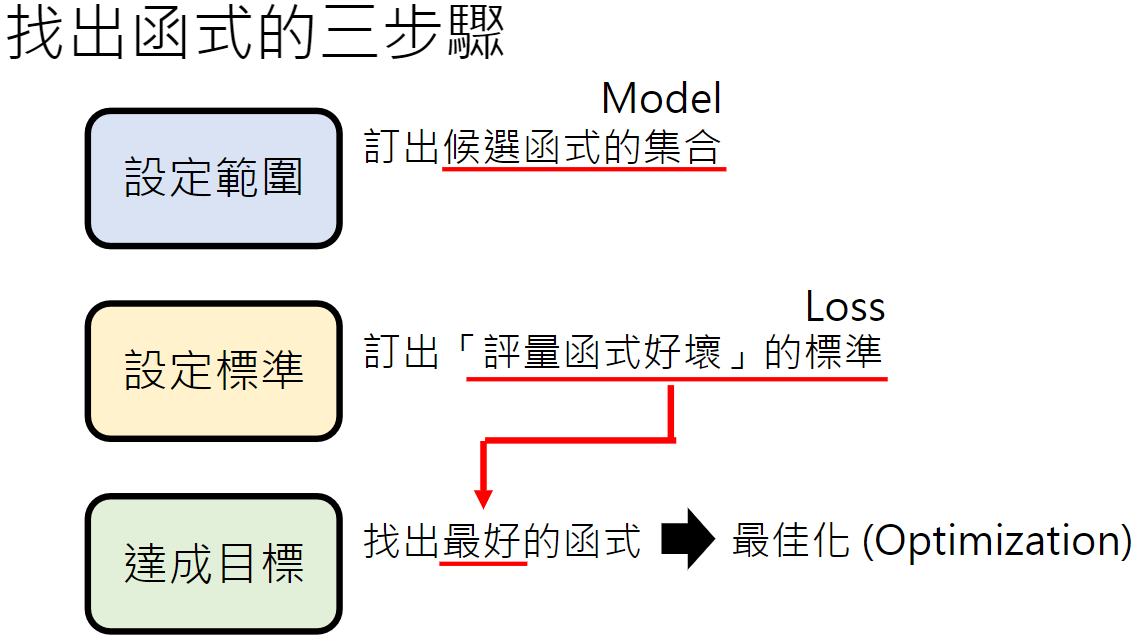 找出函式的三步驟
Model
設定範圍
訂出候選函式的集合
Loss
設定標準
訂出「評量函式好壞」的標準
達成目標
找出最好的函式
最佳化 (Optimization)